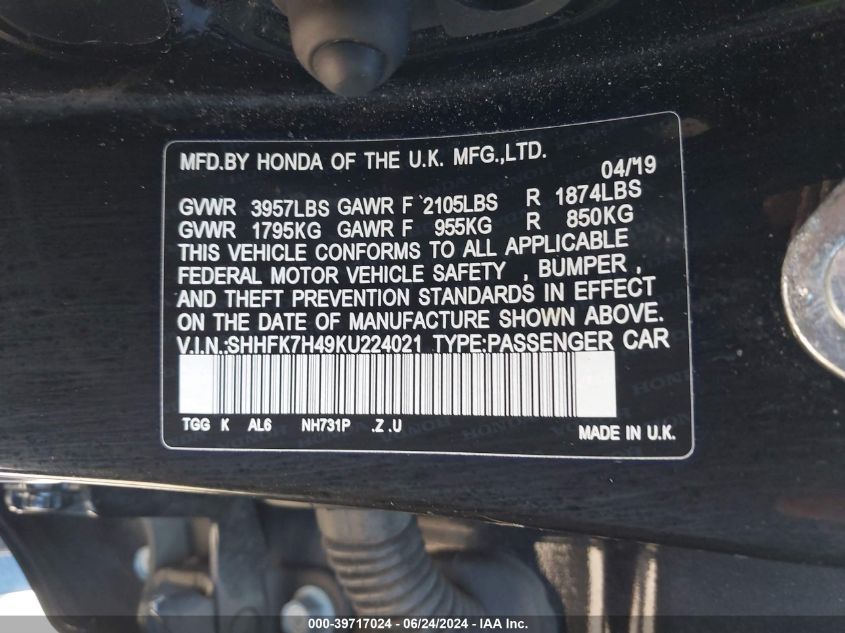 MFD.BY HONDA OF THE U.K. MFG.,LTD.
04/19
GVWR 3957LBS GAWR F 2105LBS R 1874LBS
GVWR 1795KG GAWR F 955KG R 850KG
THIS VEHICLE CONFORMS TO ALL APPLICABLE
FEDERAL MOTOR VEHICLE SAFETY , BUMPER ,
AND THEFT PREVENTION STANDARDS IN EFFECT
ON THE DATE OF MANUFACTURE SHOWN ABOVE.
V.I.N.:SHHFK7H49KU224021 TYPE:PASSENGER CAR
TGG K AL6 NH731P .Z .U
MADE IN U.K.
000-39717024 - 06/24/2024 - IAA Inc.